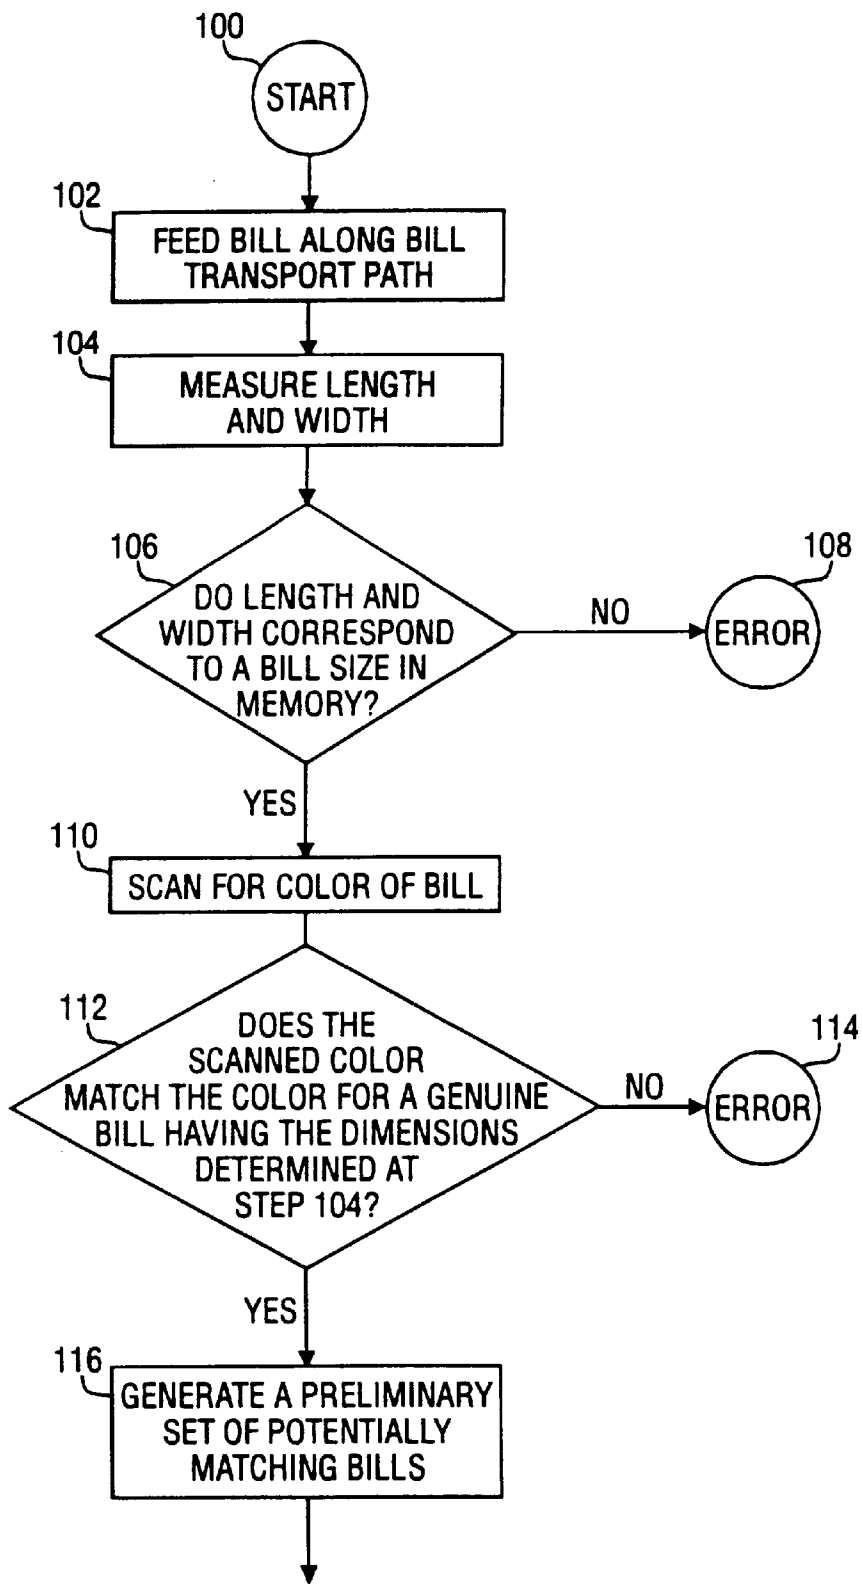 100
START
102
FEED BILL ALONG BILL
TRANSPORT PATH
104
MEASURE LENGTH
AND WIDTH
106
DO LENGTH AND
WIDTH CORRESPOND
TO A BILL SIZE IN
MEMORY?
NO
108
ERROR
YES
110
SCAN FOR COLOR OF BILL
112
DOES THE
SCANNED COLOR
MATCH THE COLOR FOR A GENUINE
BILL HAVING THE DIMENSIONS
DETERMINED AT
STEP 104?
NO
114
ERROR
YES
116
GENERATE A PRELIMINARY
SET OF POTENTIALLY
MATCHING BILLS